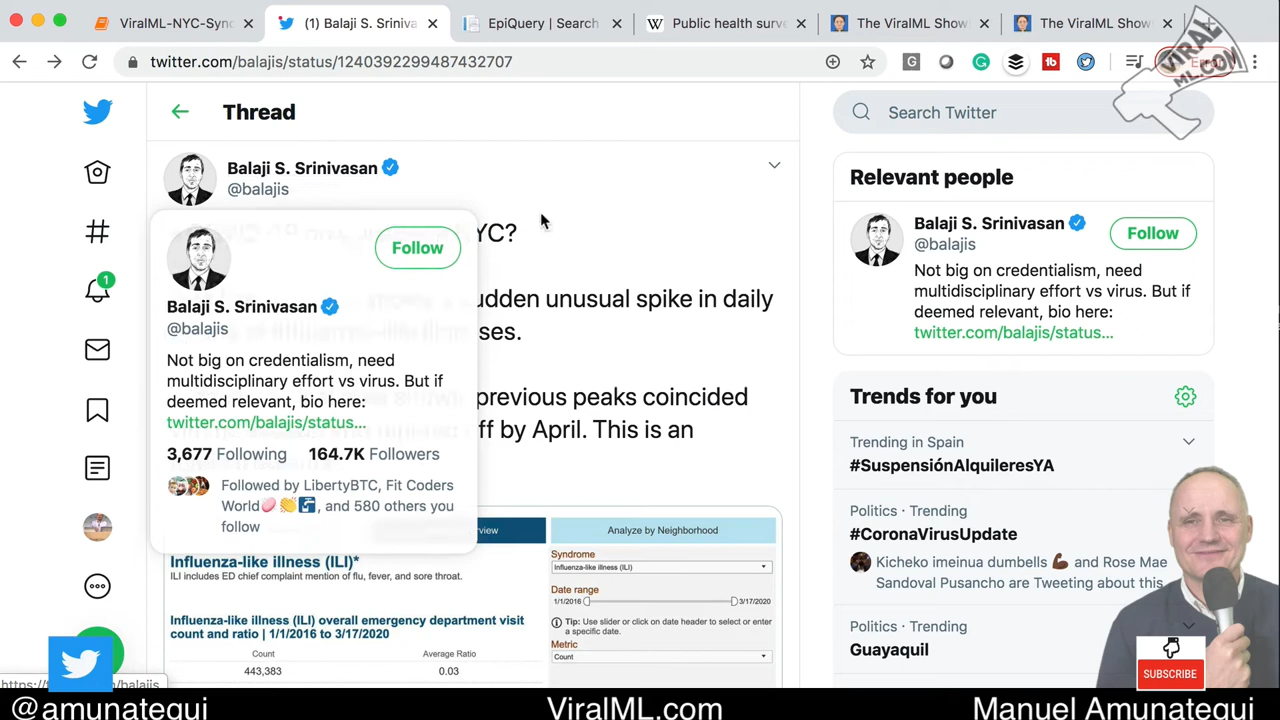 ViralML-NYC-Sync
(1) Balaji S. Sriniva
EpiQuery | Search
Public health surv
The ViralML Show
The ViralML Show
twitter.com/balajis/status/1240392299487432707
Error
VIRAL
ML.COM
Thread
Balaji S. Srinivasan
@balajis
YC?
udden unusual spike in daily
ses.
previous peaks coincided
ff by April. This is an
Follow
Balaji S. Srinivasan
@balajis
Not big on credentialism, need
multidisciplinary effort vs virus. But if
deemed relevant, bio here:
twitter.com/balajis/status...
3,677 Following 164.7K Followers
Followed by LibertyBTC, Fit Coders
World, and 580 others you
follow
view
Analyze by Neighborhood
Influenza-like illness (ILI)*
ILI includes ED chief complaint mention of flu, fever, and sore throat.
Influenza-like illness (ILI) overall emergency department visit
count and ratio | 1/1/2016 to 3/17/2020
Count Average Ratio
443,383 0.03
Syndrome
Influenza-like illness (ILI)
Date range
1/1/2016 3/17/2020
Tip: Use slider or click on date header to select or enter
a specific date.
Metric
Count
Search Twitter
Relevant people
Balaji S. Srinivasan
@balajis
Follow
Not big on credentialism, need
multidisciplinary effort vs virus. But if
deemed relevant, bio here:
twitter.com/balajis/status...
Trends for you
Trending in Spain
#SuspensiónAlquileresYA
Politics · Trending
#CoronaVirusUpdate
Kicheko imeinua dumbells and Rose Mae
Sandoval Pusancho are Tweeting about this
Politics · Trending
Guayaquil
1
SUBSCRIBE
@amunategui
ViralML.com
Manuel Amunategui